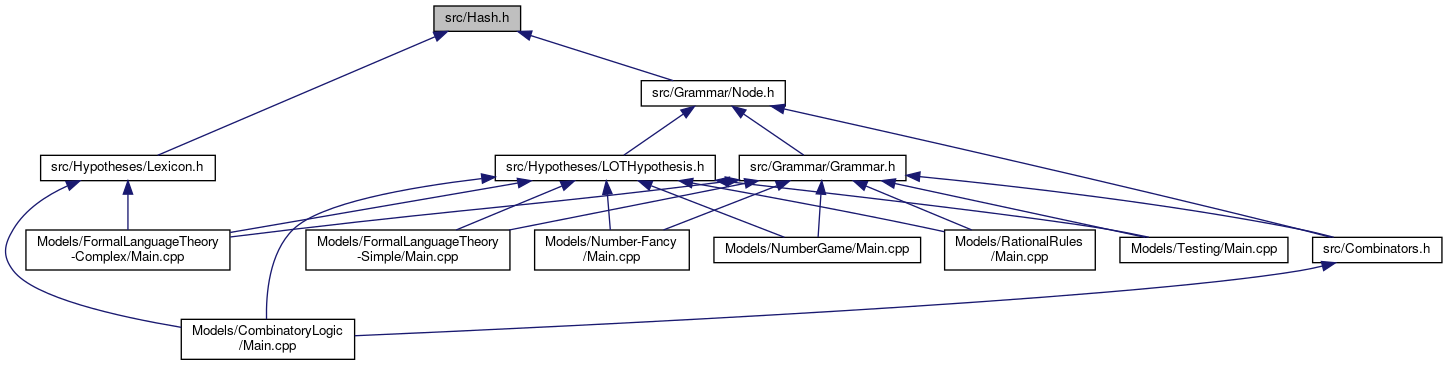 src/Hash.h
src/Grammar/Node.h
src/Hypotheses/Lexicon.h
src/Hypotheses/LOTHypothesis.h
src/Grammar/Grammar.h
Models/FormalLanguageTheory
-Complex/Main.cpp
Models/FormalLanguageTheory
-Simple/Main.cpp
Models/Number-Fancy
/Main.cpp
Models/NumberGame/Main.cpp
Models/RationalRules
/Main.cpp
Models/Testing/Main.cpp
src/Combinators.h
Models/CombinatoryLogic
/Main.cpp